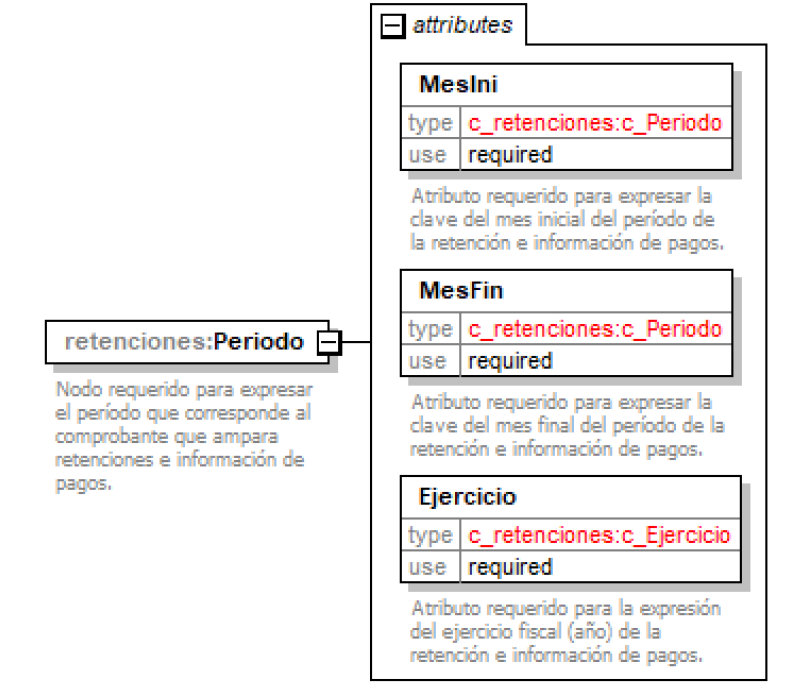 attributes
MesIni
type c_retenciones:c_Periodo
use required
Atributo requerido para expresar la
clave del mes inicial del período de
la retención e información de pagos.
MesFin
type c_retenciones:c_Periodo
use required
Atributo requerido para expresar la
clave del mes final del período de la
retención e información de pagos.
retenciones:Periodo
Nodo requerido para expresar
el período que corresponde al
comprobante que ampara
retenciones e información de
pagos.
Ejercicio
type c_retenciones:c_Ejercicio
use required
Atributo requerido para la expresión
del ejercicio fiscal (año) de la
retención e información de pagos.